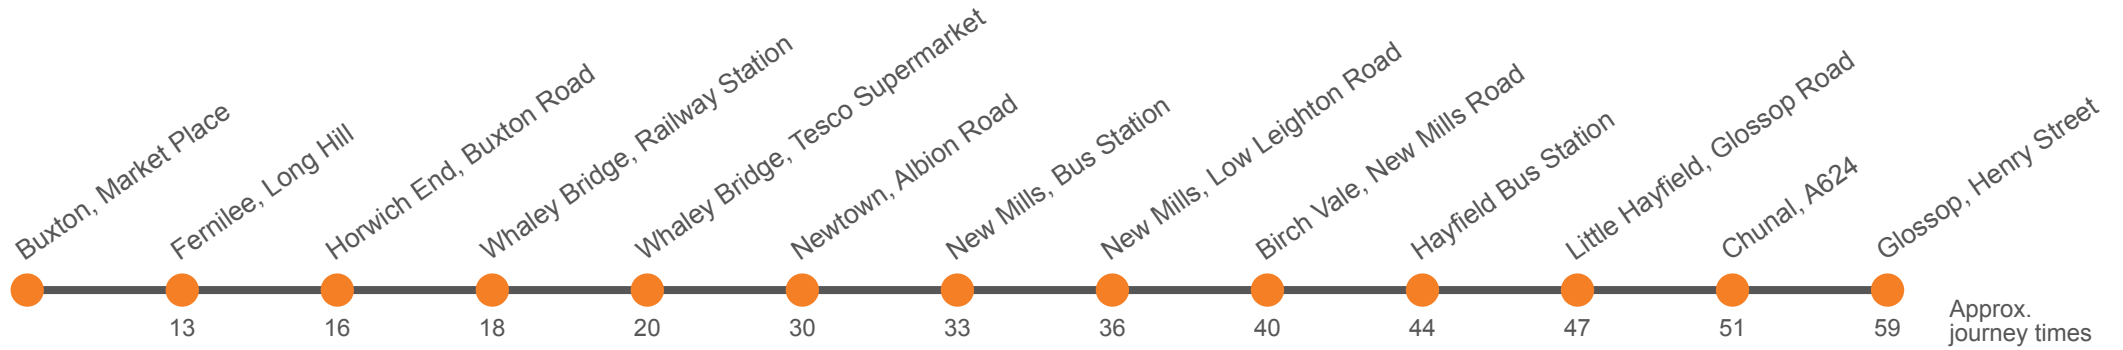 Buxton, Market Place
Fernilee, Long Hill
Horwich End, Buxton Road
Whaley Bridge, Railway Station
Whaley Bridge, Tesco Supermarket
Newtown, Albion Road
New Mills, Bus Station
New Mills, Low Leighton Road
Birch Vale, New Mills Road
Hayfield Bus Station
Little Hayfield, Glossop Road
Chunal, A624
Glossop, Henry Street
13
16
18
20
30
33
36
40
44
47
51
59
Approx.
journey times